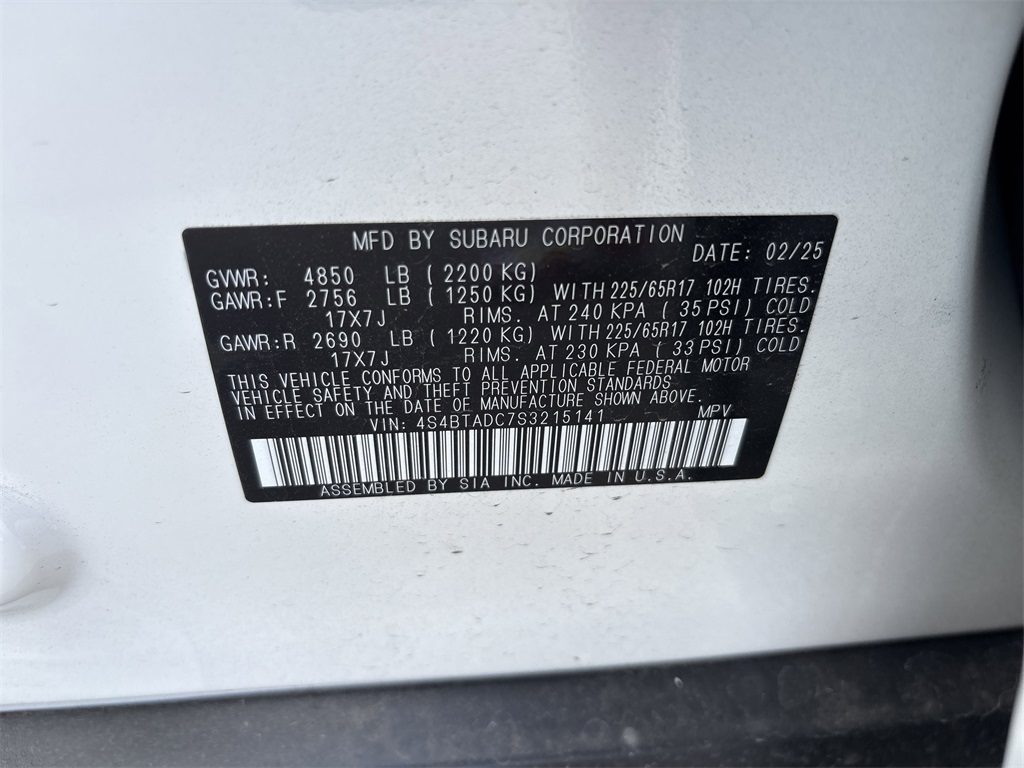 MFD BY SUBARU CORPORATION DATE: 02/25
GVWR: 4850 LB (2200 KG)
GAWR:F 2756 LB (1250 KG) WITH 225/65R17 102H TIRES.
17X7J RIMS. AT 240 KPA (35 PSI) COLD
GAWR:R 2690 LB (1220 KG) WITH 225/65R17 102H TIRES.
17X7J RIMS. AT 230 KPA (33 PSI) COLD
THIS VEHICLE CONFORMS TO ALL APPLICABLE FEDERAL MOTOR
VEHICLE SAFETY AND THEFT PREVENTION STANDARDS
IN EFFECT ON THE DATE OF MANUFACTURE SHOWN ABOVE.
VIN: 4S4BTADC7S3215141 MPV
ASSEMBLED BY SIA INC. MADE IN U.S.A.